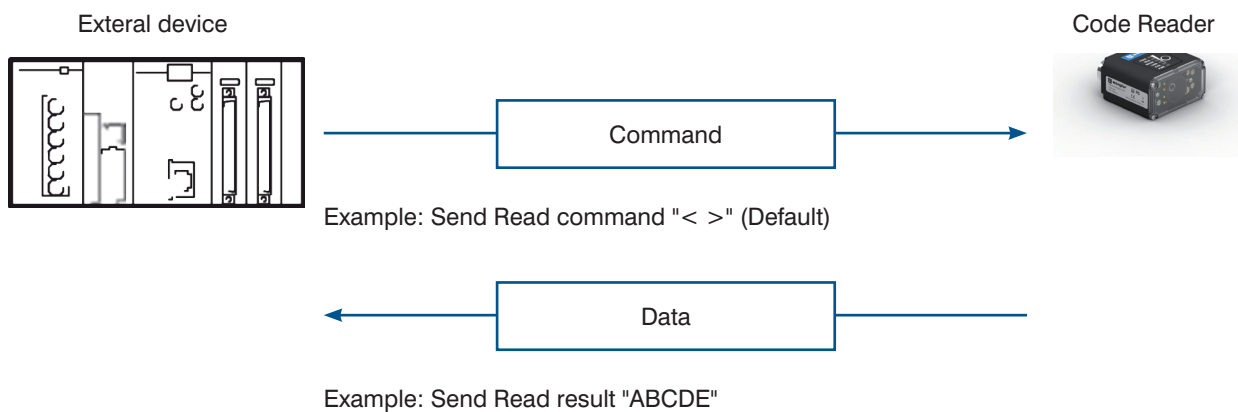 Exteral device
Code Reader
Command
Example: Send Read command "< >" (Default)
Data
Example: Send Read result "ABCDE"